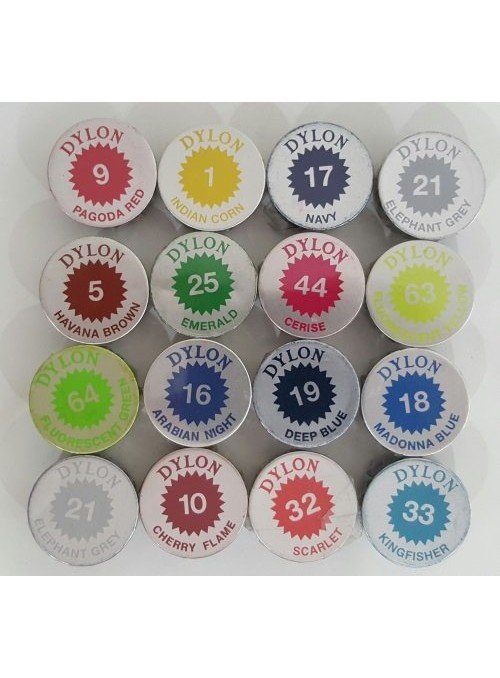 DYLON
9
PAGODA RED
DYLON
1
INDIAN CORN
DYLON
17
NAVY
DYLON
21
ELEPHANT GREY
DYLON
5
HAVANA BROWN
DYLON
25
EMERALD
DYLON
44
CERISE
DYLON
63
DYLON
64
FLUORESCENT GREEN
DYLON
16
ARABIAN NIGHT
DYLON
19
DEEP BLUE
DYLON
18
MADONNA BLUE
DYLON
21
ELEPHANT GREY
DYLON
10
CHERRY FLAME
DYLON
32
SCARLET
DYLON
33
KINGFISHER